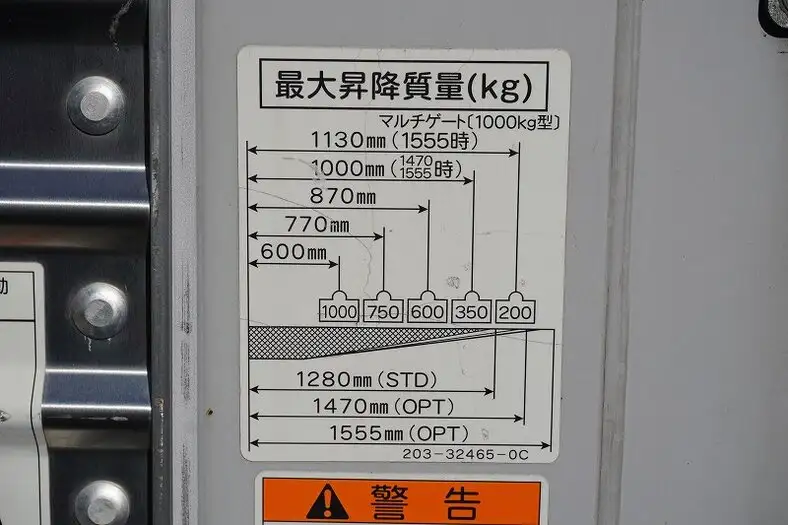 最大昇降質量(kg)
マルチゲート〔1000kg型〕
1130mm(1555時)
1000mm(1470 1555時)
870mm
770mm
600mm
1000 750 600 350 200
1280mm(STD)
1470mm(OPT)
1555mm(OPT)
203-32465-0C
警告